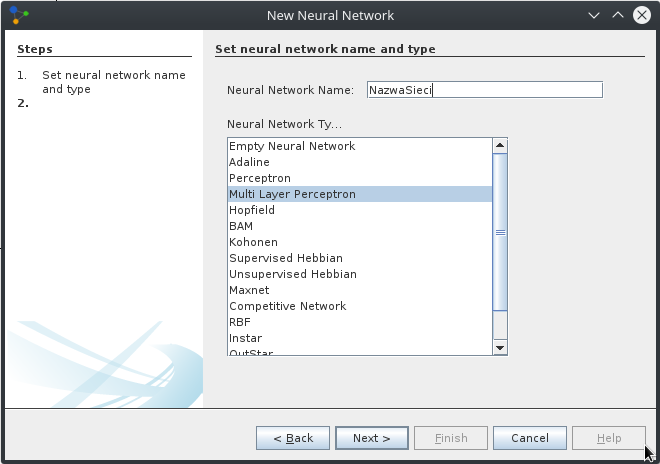 New Neural Network
Steps
1. Set neural network name
and type
2.
Set neural network name and type
Neural Network Name: NazwaSieci
Neural Network Ty...
Empty Neural Network
Adaline
Perceptron
Multi Layer Perceptron
Hopfield
BAM
Kohonen
Supervised Hebbian
Unsupervised Hebbian
Maxnet
Competitive Network
RBF
Instar
OutStar
< Back Next > Finish Cancel Help